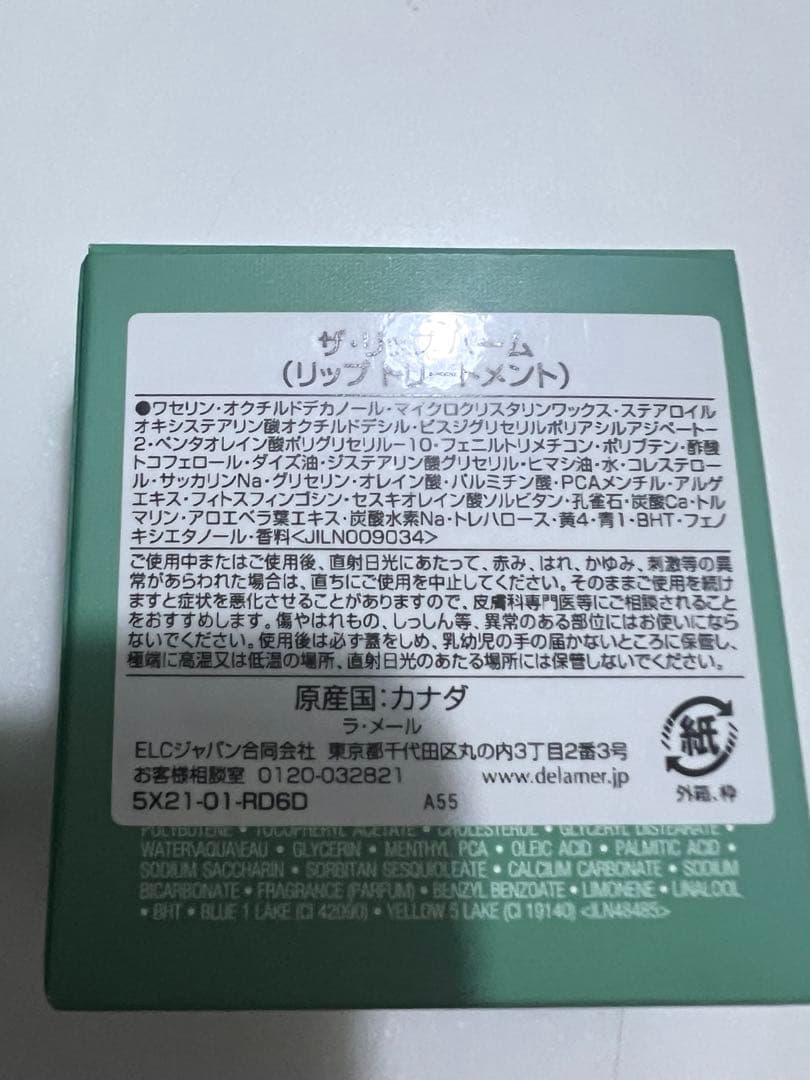 ザ・リップ バーム
(リップ トリートメント)
●ワセリン・オクチルドデカノール・マイクロクリスタリンワックス・ステアロイル
オキシステアリン酸オクチルドデシル・ビスジグリセリルポリアシルアジペート-
2・ペンタオレイン酸ポリグリセリル-10・フェニルトリメチコン・ポリブテン・酢酸
トコフェロール・ダイズ油・ジステアリン酸グリセリル・ヒマシ油・水・コレステロー
ル・サッカリンNa・グリセリン・オレイン酸・パルミチン酸・PCAメンチル・アルゲ
エキス・フィトスフィンゴシン・セスキオレイン酸ソルビタン・孔雀石・炭酸Ca・トル
マリン・アロエベラ葉エキス・炭酸水素Na・トレハロース・黄4・青1・BHT・フェノ
キシエタノール・香料<JILN009034>
ご使用中またはご使用後、直射日光にあたって、赤み、はれ、かゆみ、刺激等の異
常があらわれた場合は、直ちにご使用を中止してください。そのままご使用を続け
ますと症状を悪化させることがありますので、皮膚科専門医等にご相談されること
をおすすめします。傷やはれもの、しっしん等、異常のある部位にはお使いになら
ないでください。使用後は必ず蓋をしめ、乳幼児の手の届かないところに保管し、
極端に高温又は低温の場所、直射日光のあたる場所には保管しないでください。
原産国:カナダ
ラ・メール
ELCジャパン合同会社 東京都千代田区丸の内3丁目2番3号
お客様相談室 0120-032821 www.delamer.jp
5X21-01-RD6D A55
紙
外箱、枠
POLYBUTENE • TOCOPHERYL ACETATE • CHOLESTEROL • GLYCERYL DISTEARATE •
WATER\AQUA\EAU • GLYCERIN • MENTHYL PCA • OLEIC ACID • PALMITIC ACID •
SODIUM SACCHARIN • SORBITAN SESQUIOLEATE • CALCIUM CARBONATE • SODIUM
BICARBONATE • FRAGRANCE (PARFUM) • BENZYL BENZOATE • LIMONENE • LINALOOL
• BHT • BLUE 1 LAKE (CI 42090) • YELLOW 5 LAKE (CI 19140) <ILN48485>